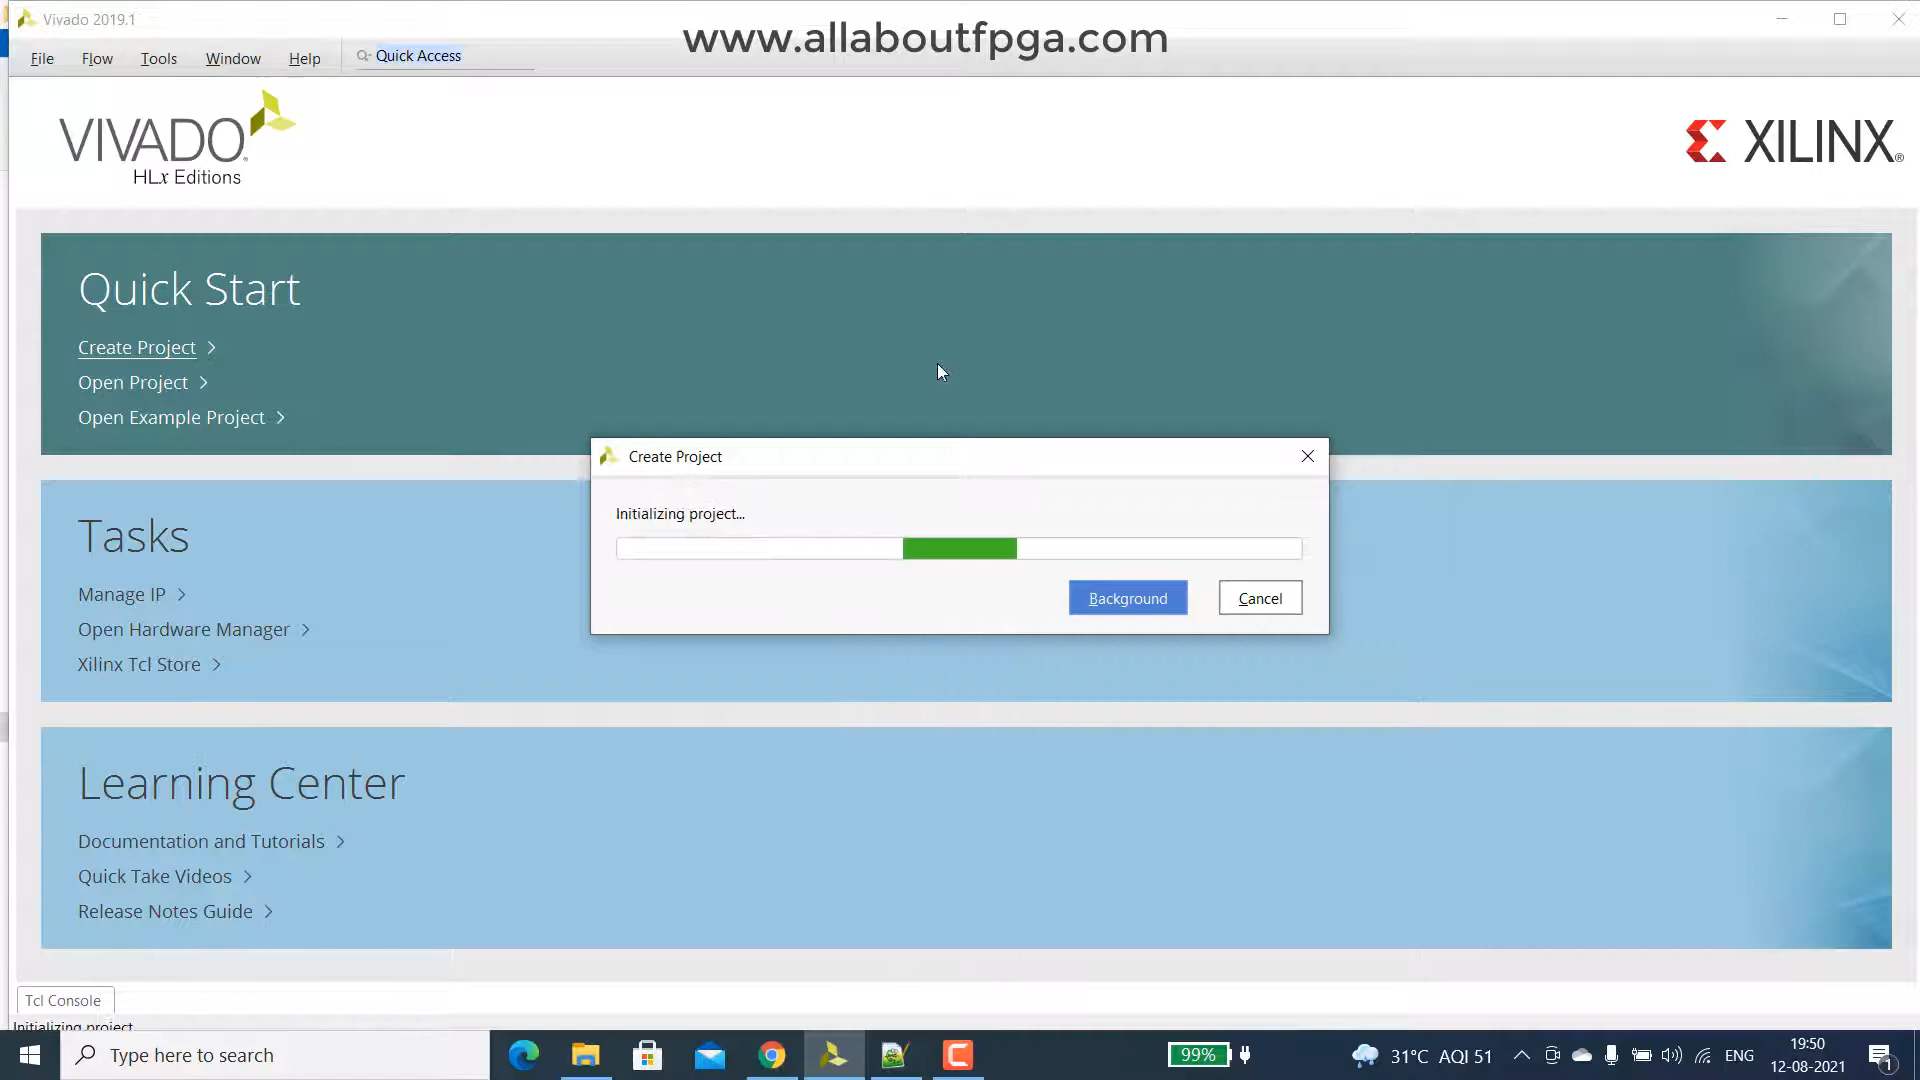 Vivado 2019.1
www.allaboutfpga.com
File Flow Tools Window Help Quick Access
VIVADO
HLx Editions
XILINX
Quick Start
Create Project
Open Project
Open Example Project
Create Project
Initializing project...
Background Cancel
Tasks
Manage IP
Open Hardware Manager
Xilinx Tcl Store
Learning Center
Documentation and Tutorials
Quick Take Videos
Release Notes Guide
Tcl Console
Initializing project
Type here to search
99%
31°C AQI 51
ENG
19:50
12-08-2021
1